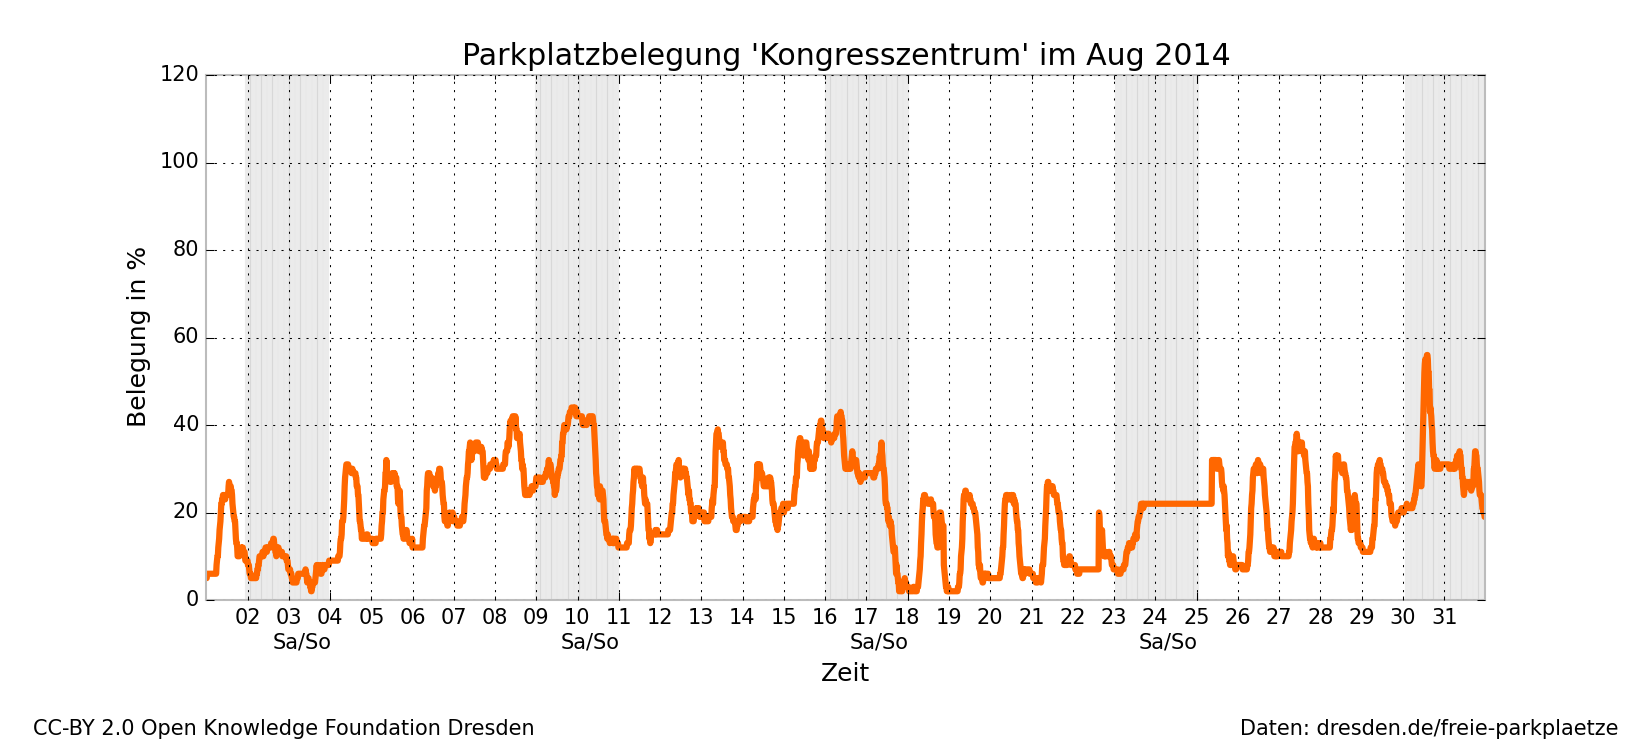 Parkplatzbelegung 'Kongresszentrum' im Aug 2014
120
100
80
60
40
20
0
Belegung in %
02 03 04 05 06 07 08 09 10 11 12 13 14 15 16 17 18 19 20 21 22 23 24 25 26 27 28 29 30 31
Sa/So Sa/So Sa/So Sa/So
Zeit
CC-BY 2.0 Open Knowledge Foundation Dresden
Daten: dresden.de/freie-parkplaetze